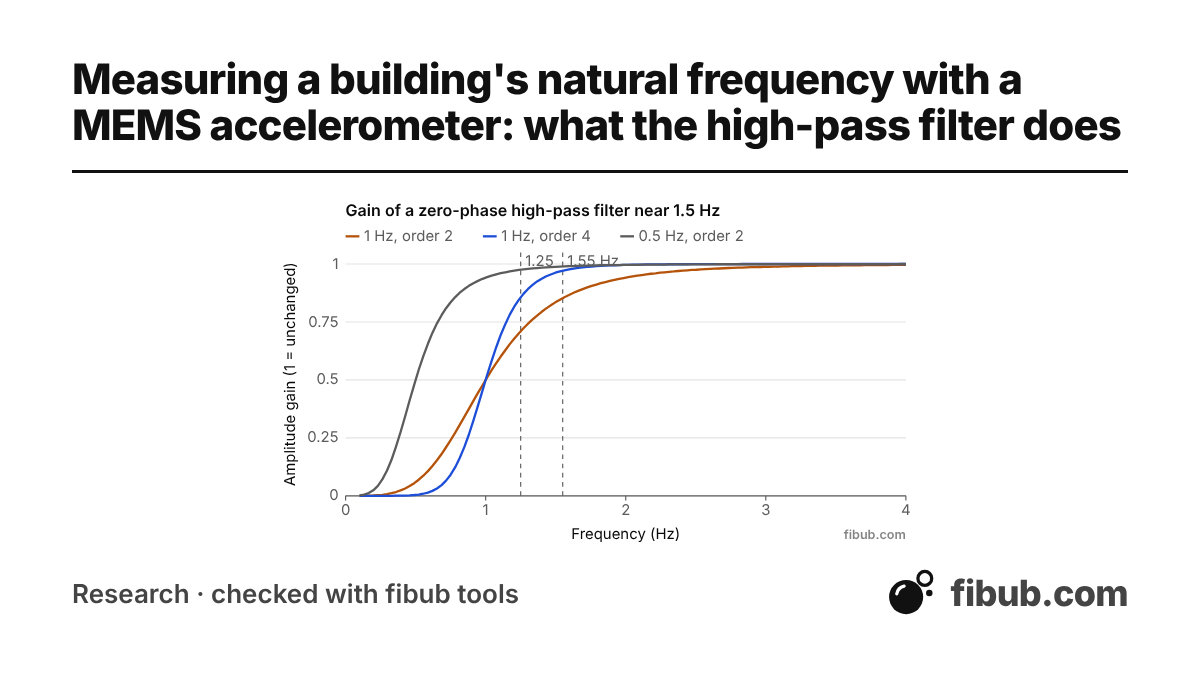 Measuring a building's natural frequency with a
MEMS accelerometer: what the high-pass filter does
Gain of a zero-phase high-pass filter near 1.5 Hz
1 Hz, order 2
1 Hz, order 4
0.5 Hz, order 2
1.25
1.55 Hz
Amplitude gain (1 = unchanged)
1
0.75
0.5
0.25
0
0
1
2
3
4
Frequency (Hz)
fibub.com
Research · checked with fibub tools
fibub.com